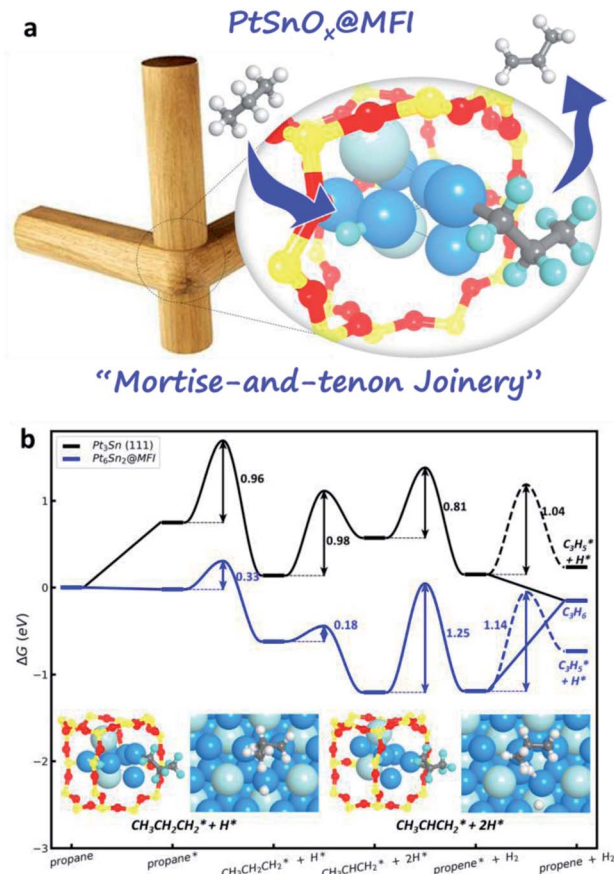 a
PtSnOₓ@MFI
"Mortise-and-tenon Joinery"
b
Pt₃Sn (111)
Pt₆Sn₂@MFI
ΔG (eV)
1
0
−1
−2
−3
0.96
0.98
0.81
1.04
C₃H₅*
+ H*
0.33
0.18
1.25
1.14
C₃H₆
C₃H₅*
+ H*
CH₃CH₂CH₂* + H*
CH₃CHCH₂* + 2H*
propane
propane*
CH₃CH₂CH₂* + H*
CH₃CHCH₂* + 2H*
propene* + H₂
propene + H₂